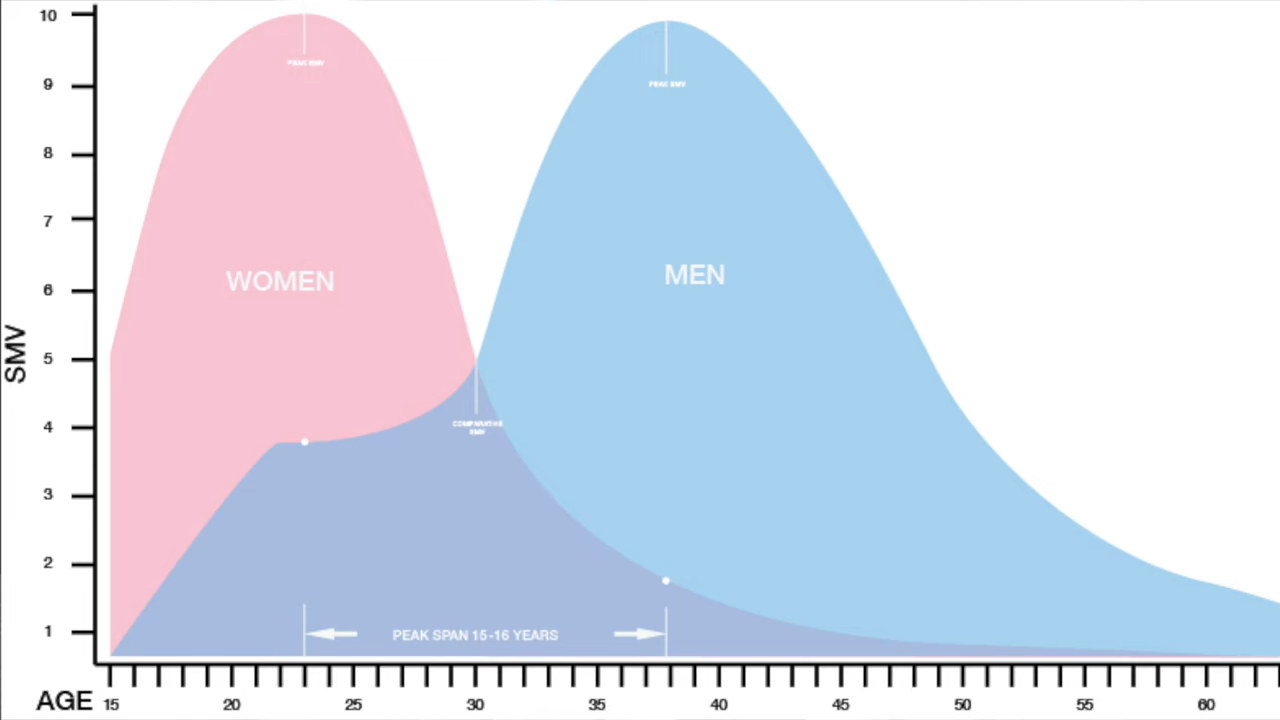 10
9
8
7
6
5
4
3
2
1
SMV
PEAK SMV
PEAK SMV
WOMEN
MEN
COMPARATIVE
SMV
PEAK SPAN 15-16 YEARS
AGE 15 20 25 30 35 40 45 50 55 60